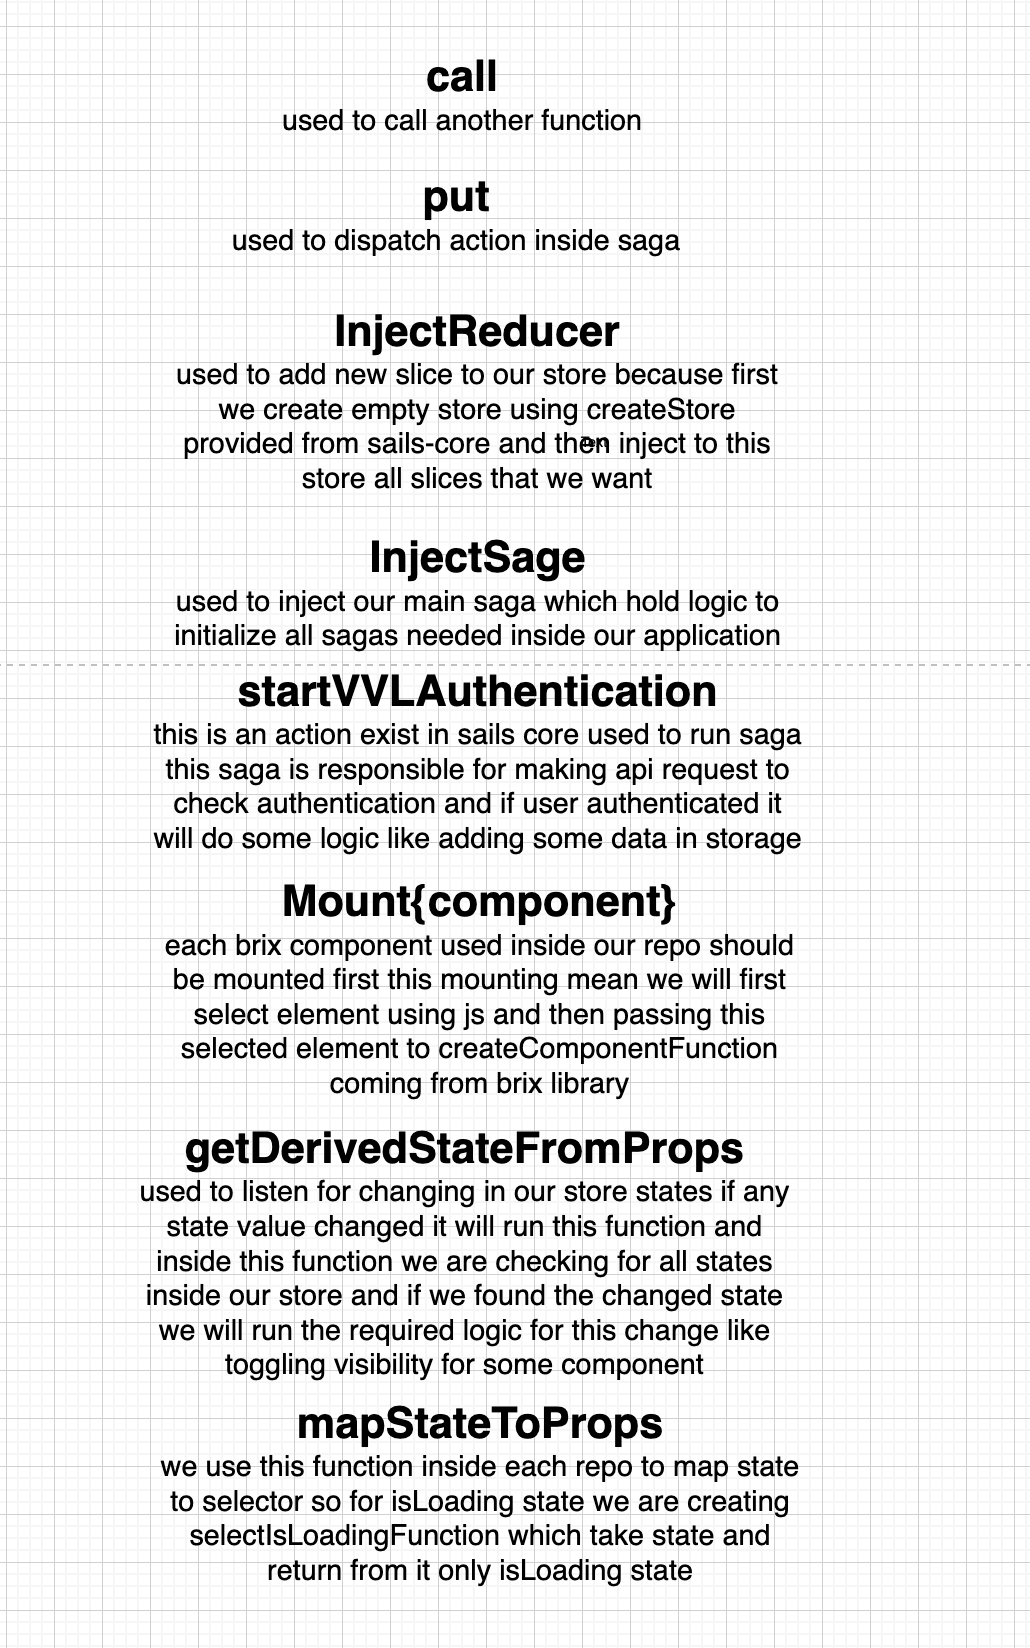 call
used to call another function
put
used to dispatch action inside saga
InjectReducer
used to add new slice to our store because first
we create empty store using createStore
provided from sails-core and then inject to this
Text
store all slices that we want
InjectSage
used to inject our main saga which hold logic to
initialize all sagas needed inside our application
startVVLAuthentication
this is an action exist in sails core used to run saga
this saga is responsible for making api request to
check authentication and if user authenticated it
will do some logic like adding some data in storage
Mount{component}
each brix component used inside our repo should
be mounted first this mounting mean we will first
select element using js and then passing this
selected element to createComponentFunction
coming from brix library
getDerivedStateFromProps
used to listen for changing in our store states if any
state value changed it will run this function and
inside this function we are checking for all states
inside our store and if we found the changed state
we will run the required logic for this change like
toggling visibility for some component
mapStateToProps
we use this function inside each repo to map state
to selector so for isLoading state we are creating
selectIsLoadingFunction which take state and
return from it only isLoading state